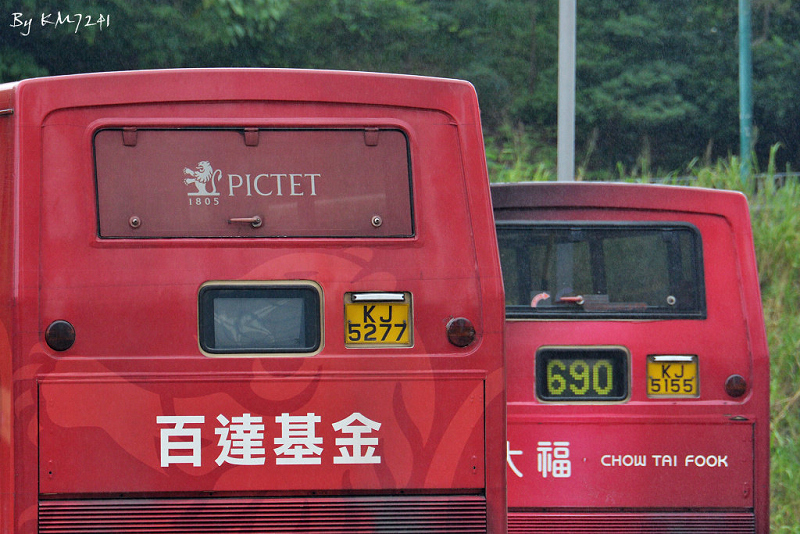 By KM7241
PICTET
1805
KJ
5277
百達基金
690
KJ
5155
大福 CHOW TAI FOOK